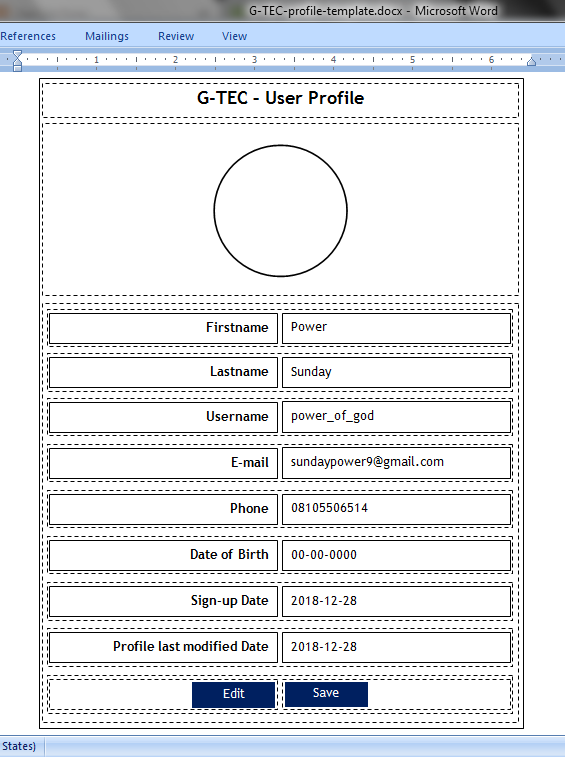 G-TEC-profile-template.docx - Microsoft Word
References Mailings Review View
1 2 3 4 5 6
G-TEC – User Profile
Firstname Power
Lastname Sunday
Username power_of_god
E-mail sundaypower9@gmail.com
Phone 08105506514
Date of Birth 00-00-0000
Sign-up Date 2018-12-28
Profile last modified Date 2018-12-28
Edit Save
States)